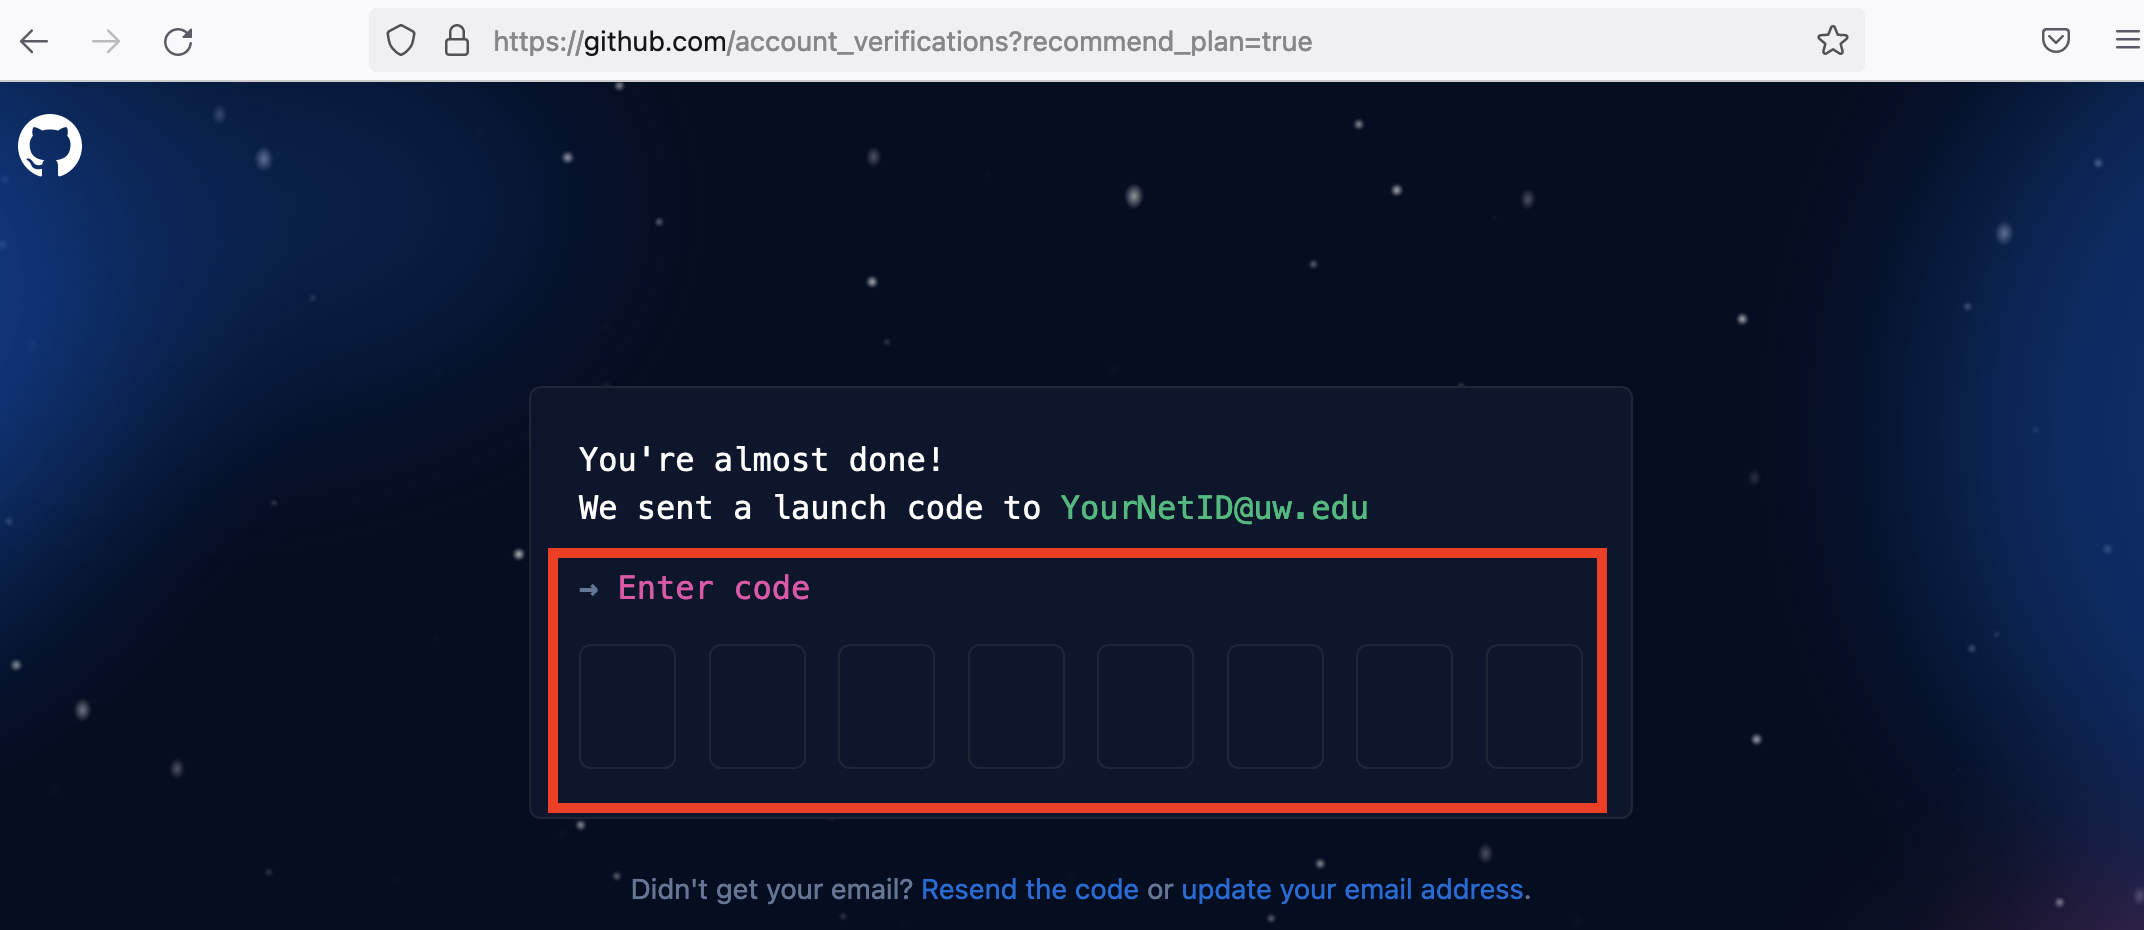 https://github.com/account_verifications?recommend_plan=true
You're almost done!
We sent a launch code to YourNetID@uw.edu
→ Enter code
Didn't get your email? Resend the code or update your email address.